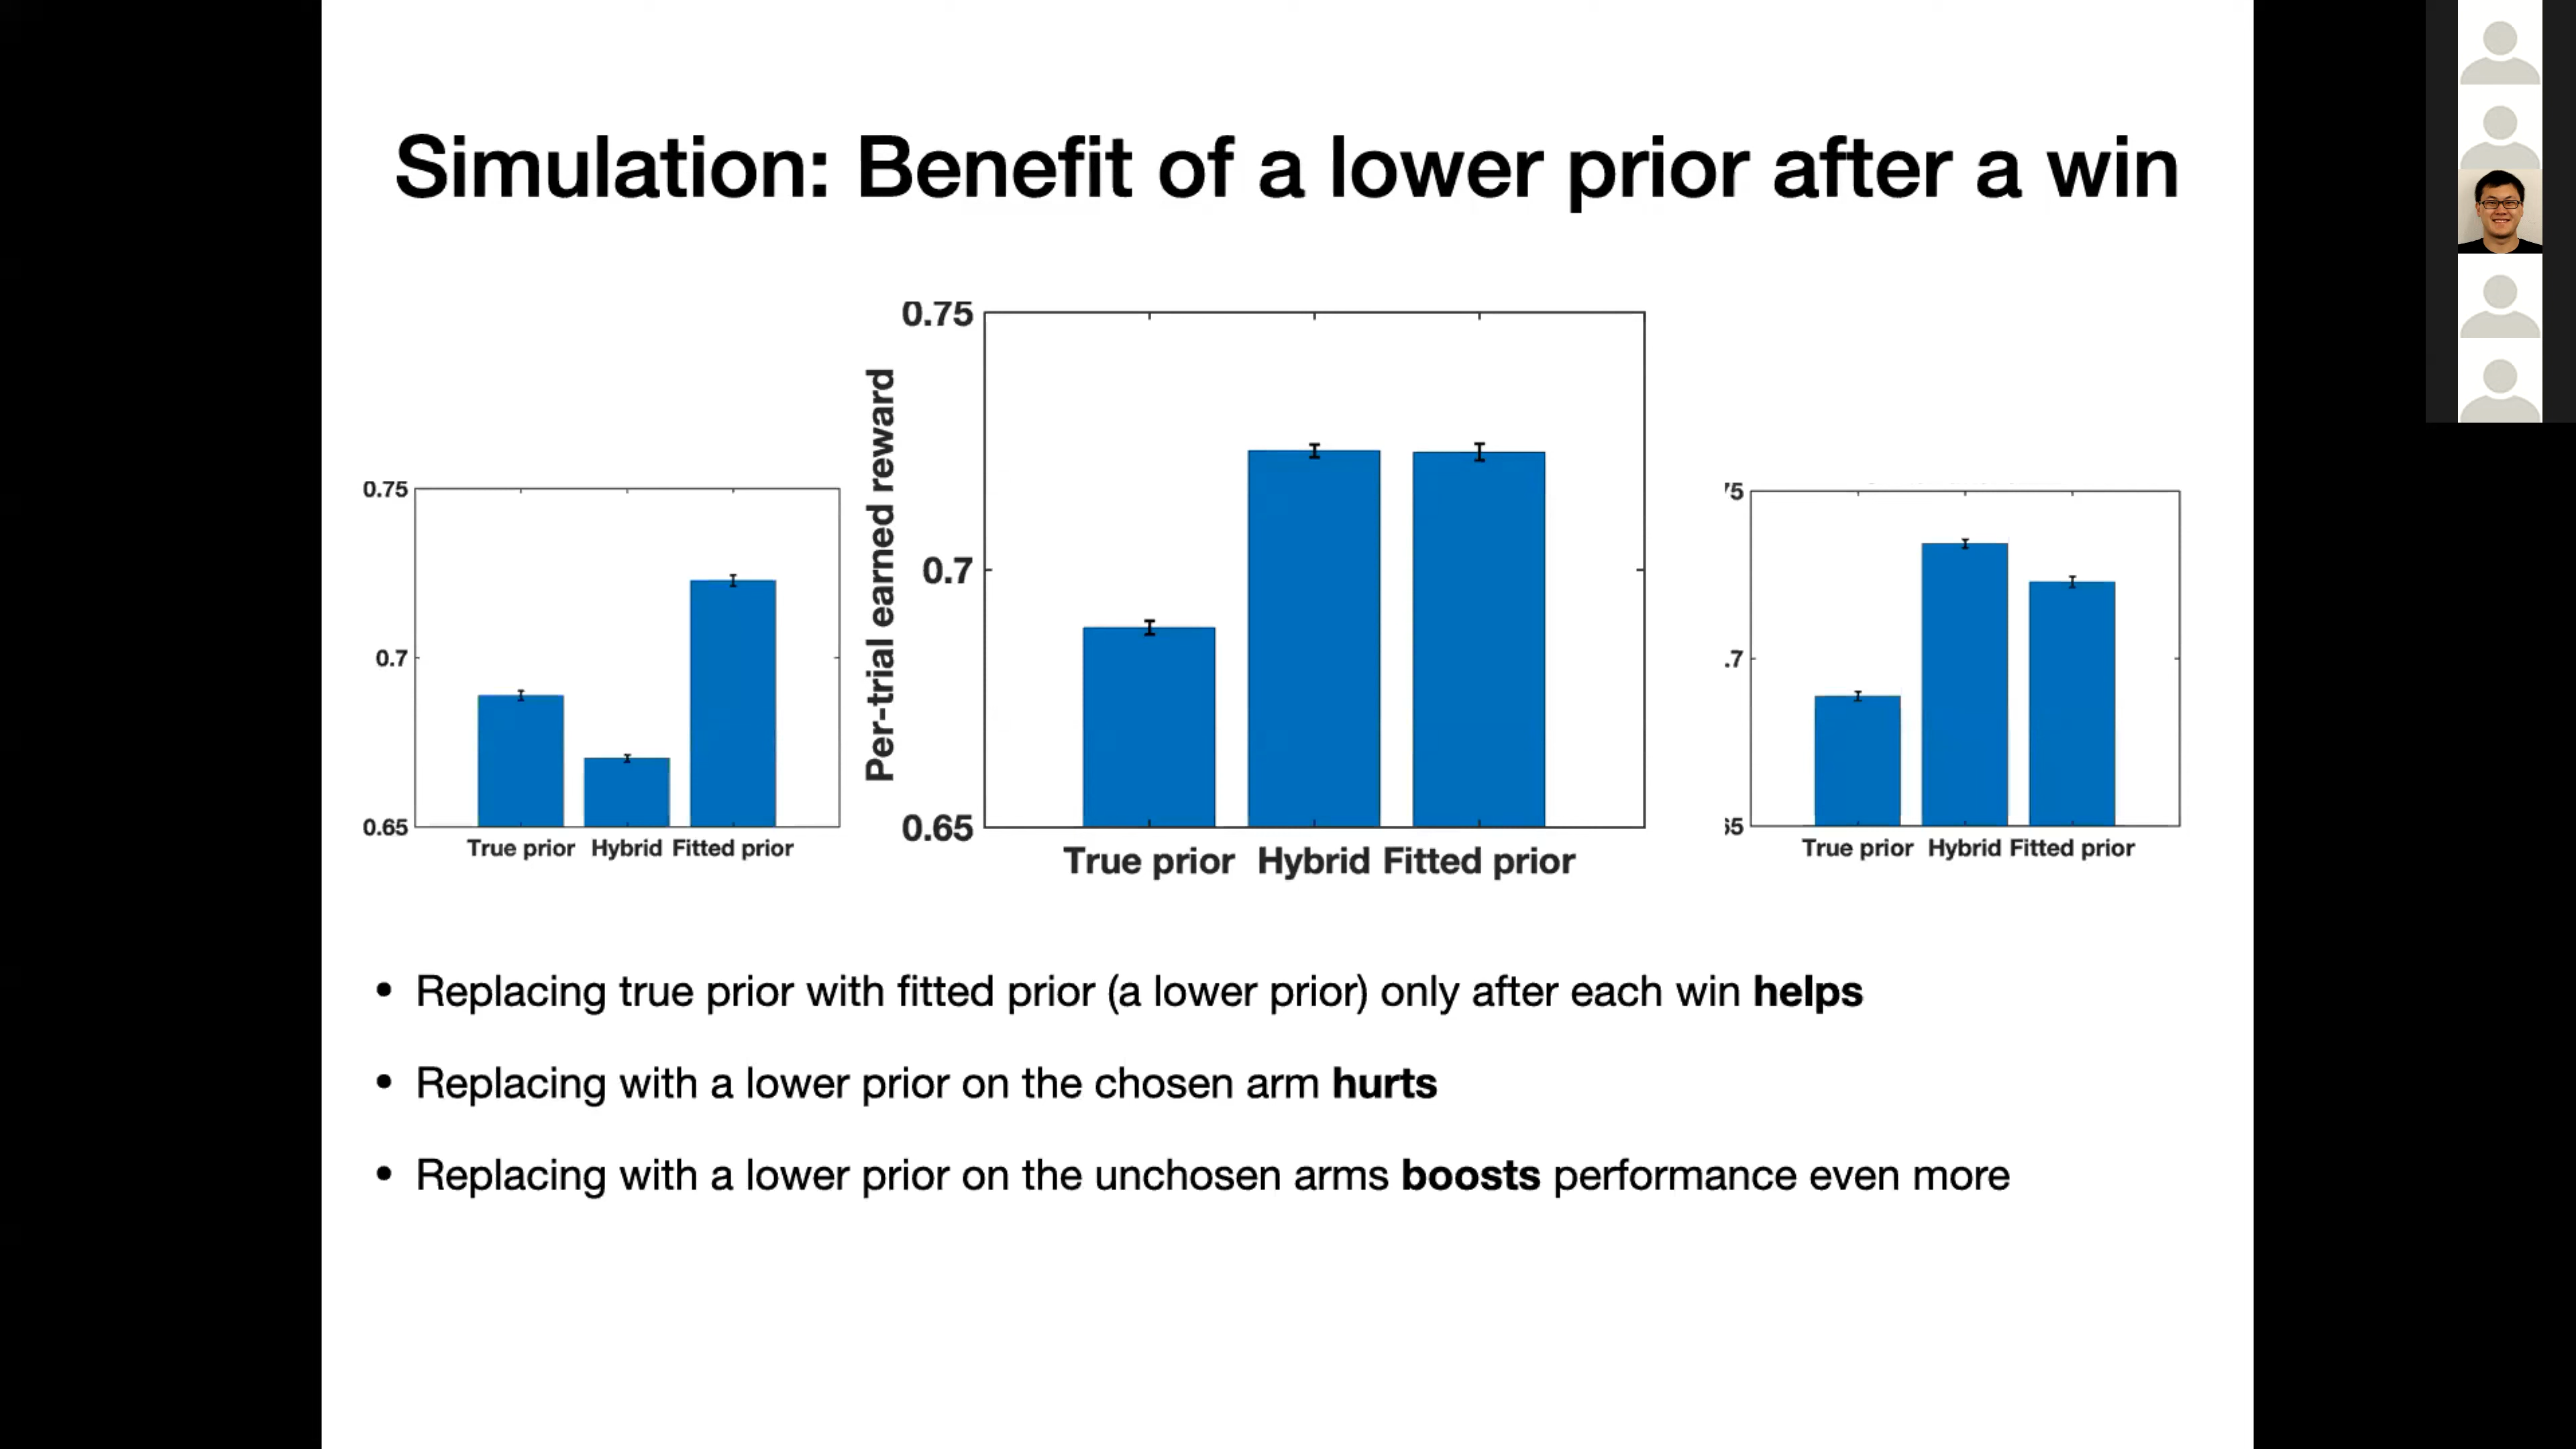 Simulation: Benefit of a lower prior after a win
0.75
0.7
0.65
True prior Hybrid Fitted prior
Per-trial earned reward
0.75
0.7
0.65
True prior Hybrid Fitted prior
.7
True prior Hybrid Fitted prior
• Replacing true prior with fitted prior (a lower prior) only after each win helps
• Replacing with a lower prior on the chosen arm hurts
• Replacing with a lower prior on the unchosen arms boosts performance even more